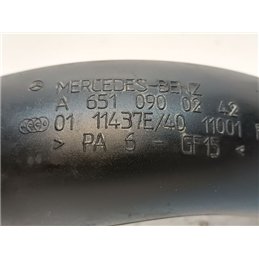 MERCEDES-BENZ
A 651 090 02 42
01 11437E/40 11001
> PA 6 - GF15 <